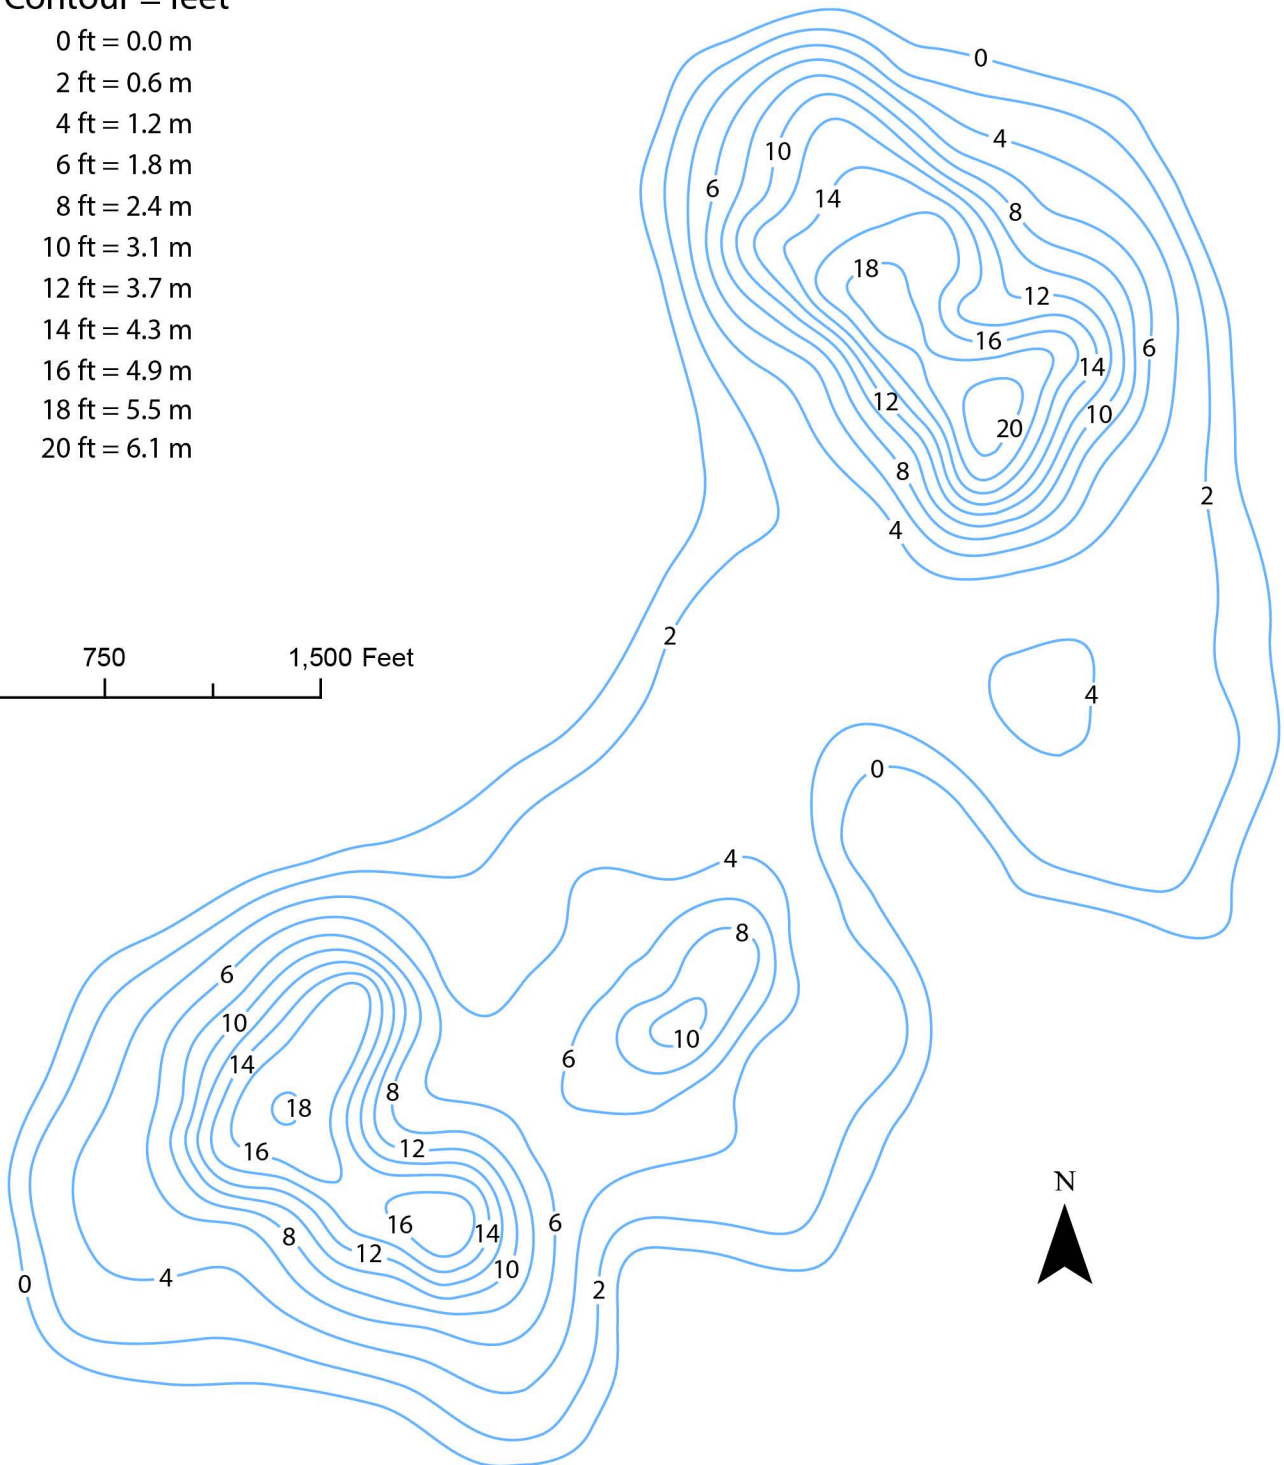 Contour = feet
0 ft = 0.0 m
2 ft = 0.6 m
4 ft = 1.2 m
6 ft = 1.8 m
8 ft = 2.4 m
10 ft = 3.1 m
12 ft = 3.7 m
14 ft = 4.3 m
16 ft = 4.9 m
18 ft = 5.5 m
20 ft = 6.1 m
0
4
10
6
14
8
18
12
16
6
14
12
10
20
8
2
4
2
750 1,500 Feet
4
0
4
8
6
10
10
6
14
8
18
12
16
N
16
6
14
8
12
10
4
0
2